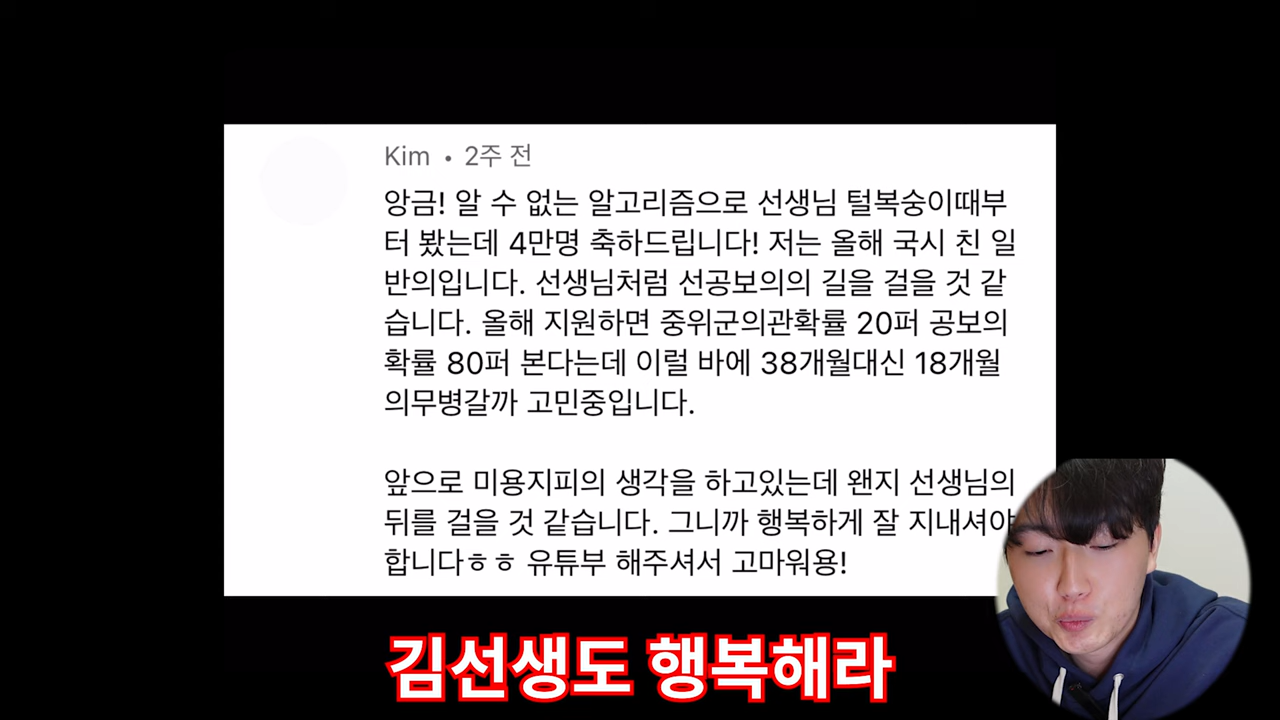 Kim • 2주 전
앙금! 알 수 없는 알고리즘으로 선생님 털복숭이때부
터 봤는데 4만명 축하드립니다! 저는 올해 국시 친 일
반의입니다. 선생님처럼 선공보의의 길을 걸을 것 같
습니다. 올해 지원하면 중위군의관확률 20퍼 공보의
확률 80퍼 본다는데 이럴 바에 38개월대신 18개월
의무병갈까 고민중입니다.
앞으로 미용지피의 생각을 하고있는데 왠지 선생님의
뒤를 걸을 것 같습니다. 그니까 행복하게 잘 지내셔야
합니다ㅎㅎ 유튜부 해주셔서 고마워용!
김선생도 행복해라